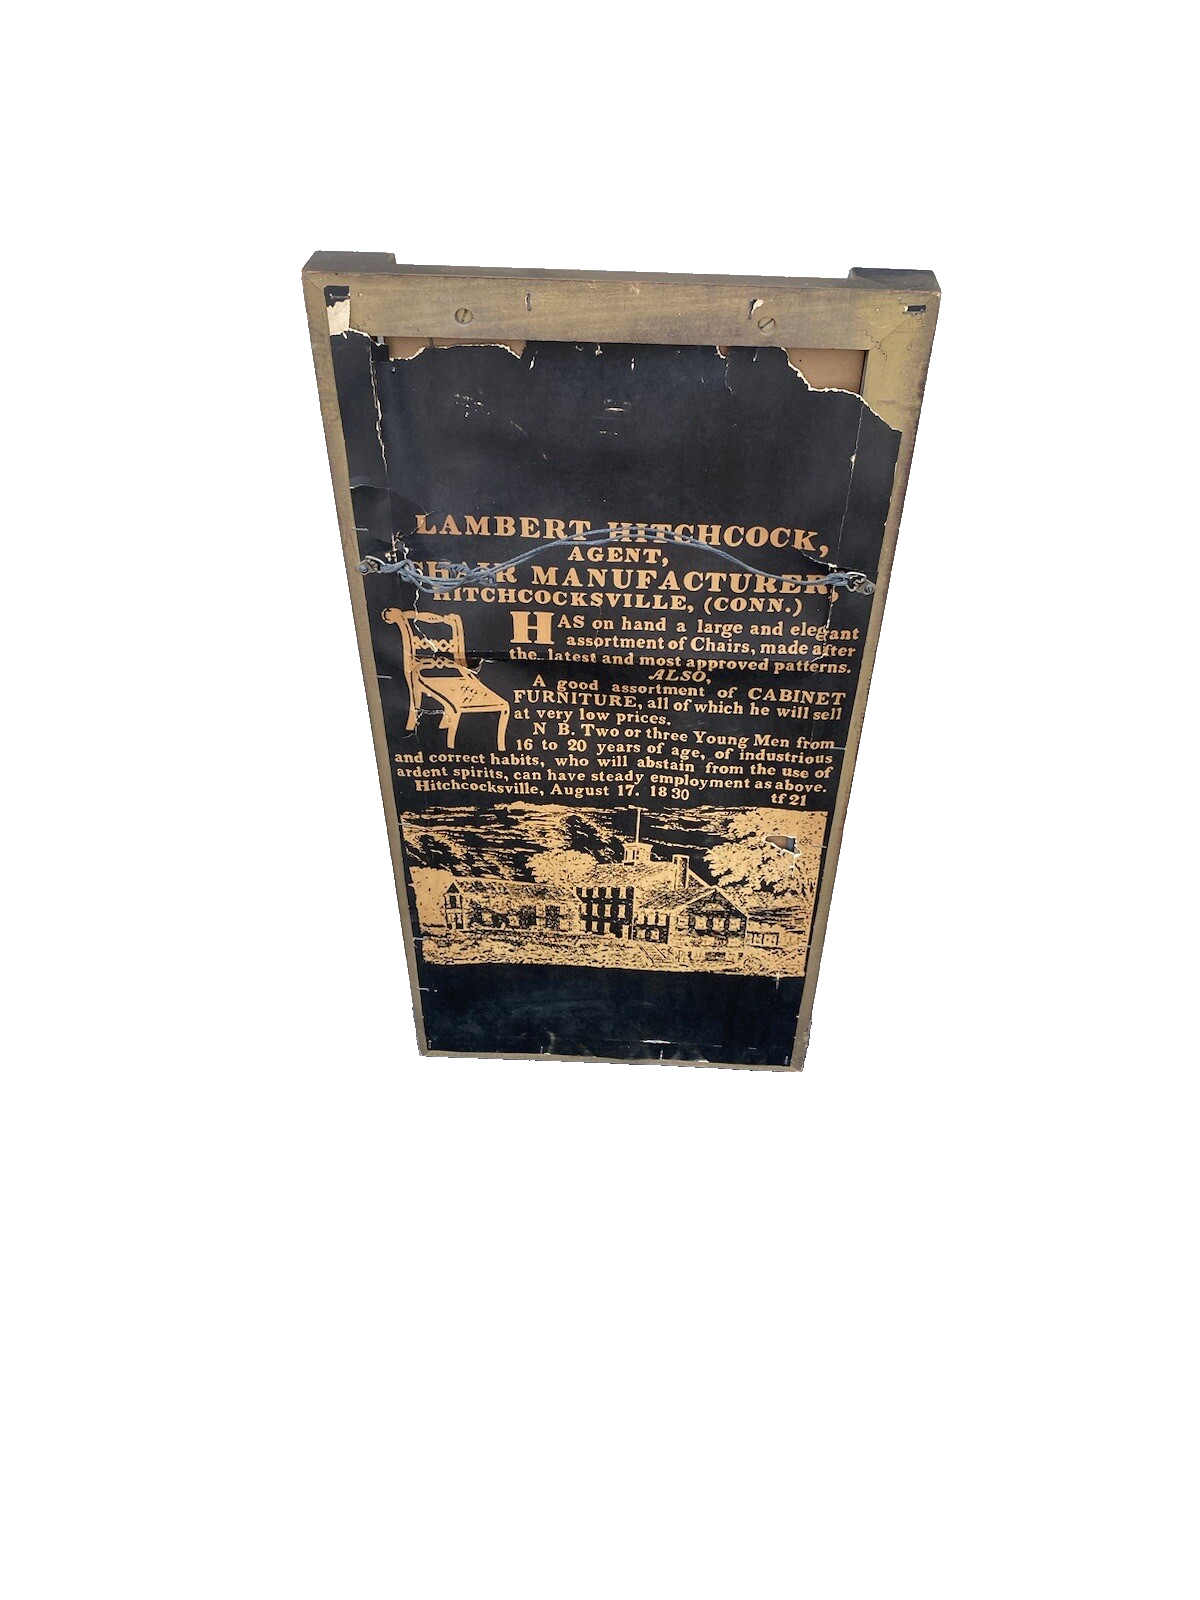 LAMBERT HITCHCOCK,
AGENT,
CHAIR MANUFACTURER,
HITCHCOCKSVILLE, (CONN.)
HAS on hand a large and elegant
assortment of Chairs, made after
the latest and most approved patterns.
ALSO,
A good assortment of CABINET
FURNITURE, all of which he will sell
at very low prices.
N B. Two or three Young Men from
16 to 20 years of age, of industrious
and correct habits, who will abstain from the use of
ardent spirits, can have steady employment as above.
Hitchcocksville, August 17. 1830 tf 21